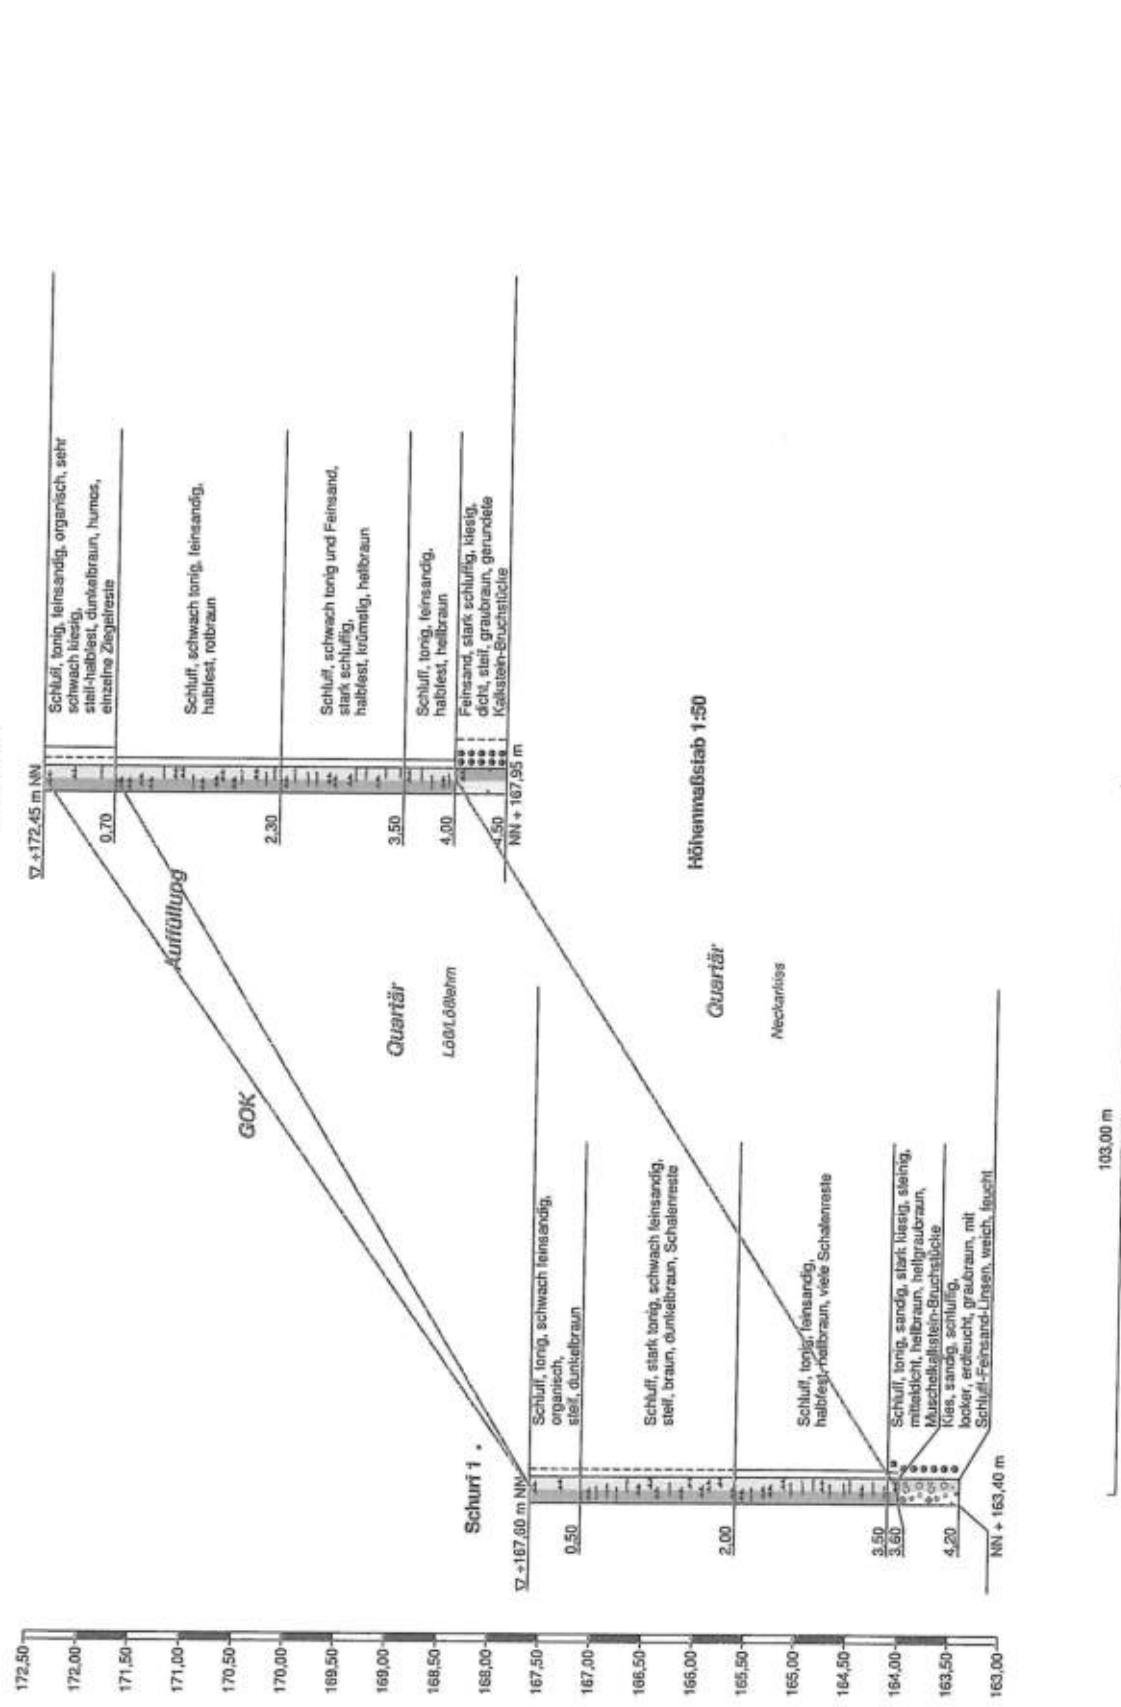 172,50
172,00
171,50
171,00
170,50
170,00
169,50
169,00
168,50
168,00
167,50
167,00
166,50
166,00
165,50
165,00
164,50
164,00
163,50
163,00
Schurf 1
▽ +167,60 m NN
0,50
2,00
3,50
3,60
4,20
NN + 163,40 m
Schluff, tonig, schwach feinsandig,
organisch,
steif, dunkelbraun
Schluff, stark tonig, schwach feinsandig,
steif, braun, dunkelbraun, Schalenreste
Schluff, tonig, feinsandig,
halbfest, hellbraun, viele Schalenreste
Schluff, tonig, sandig, stark kiesig, steinig,
mitteldicht, hellbraun, hellgraubraun,
Muschelkalkstein-Bruchstücke
Kies, sandig, schluffig,
locker, erdfeucht, graubraun, mit
Schluff-Feinsand-Linsen, weich, feucht
GOK
Auffüllung
Quartär
Löß/Lößlehm
Quartär
Neckarkies
▽ +172,45 m NN
0,70
2,30
3,50
4,00
4,50
NN + 167,95 m
Schluff, tonig, feinsandig, organisch, sehr
schwach kiesig,
steif-halbfest, dunkelbraun, humos,
einzelne Ziegelreste
Schluff, schwach tonig, feinsandig,
halbfest, rotbraun
Schluff, schwach tonig und Feinsand,
stark schluffig,
halbfest, krümelig, hellbraun
Schluff, tonig, feinsandig,
halbfest, hellbraun
Feinsand, stark schluffig, kiesig,
dicht, steif, graubraun, gerundete
Kalkstein-Bruchstücke
Höhenmaßstab 1:50
103,00 m